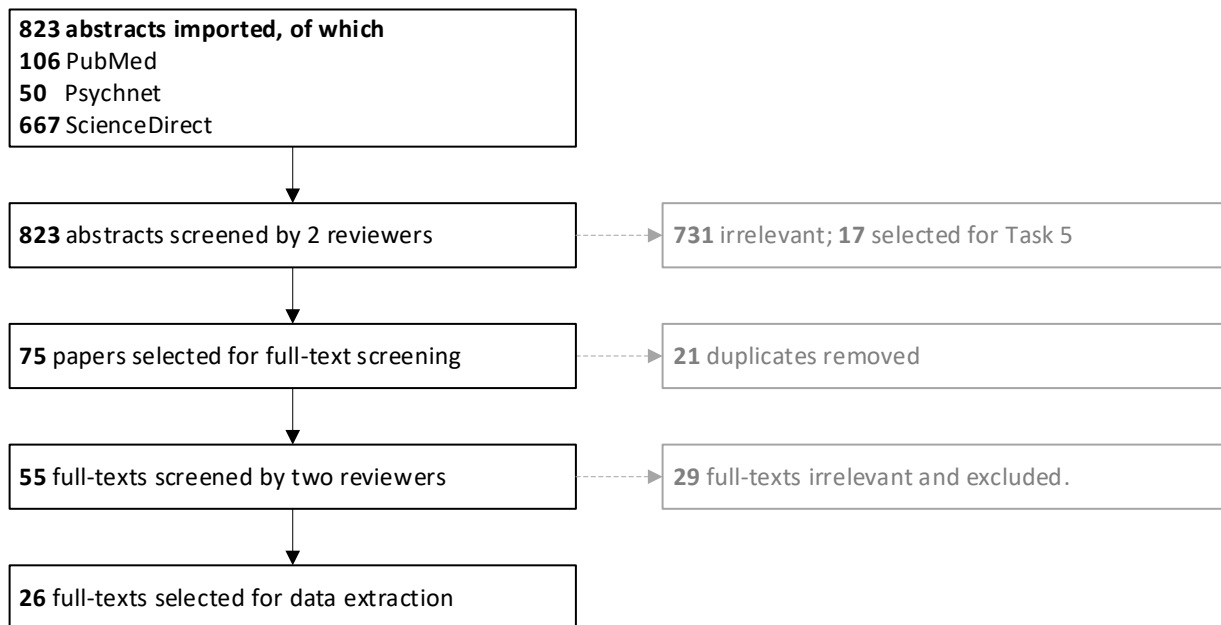 823 abstracts imported, of which
106 PubMed
50 Psychnet
667 ScienceDirect
823 abstracts screened by 2 reviewers
731 irrelevant; 17 selected for Task 5
75 papers selected for full-text screening
21 duplicates removed
55 full-texts screened by two reviewers
29 full-texts irrelevant and excluded.
26 full-texts selected for data extraction